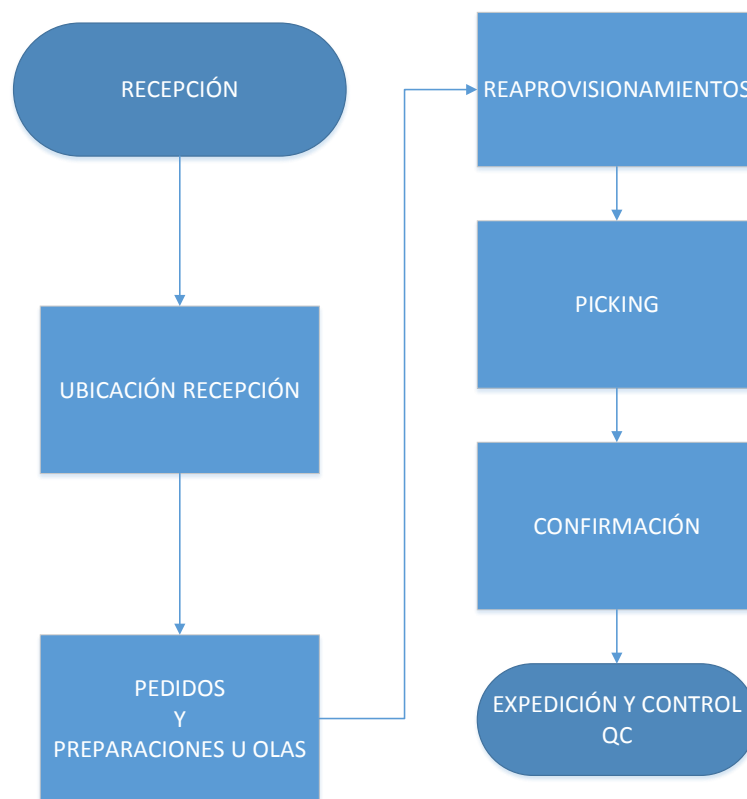 RECEPCIÓN
UBICACIÓN RECEPCIÓN
PEDIDOS
Y
PREPARACIONES U OLAS
REAPROVISIONAMIENTOS
PICKING
CONFIRMACIÓN
EXPEDICIÓN Y CONTROL
QC